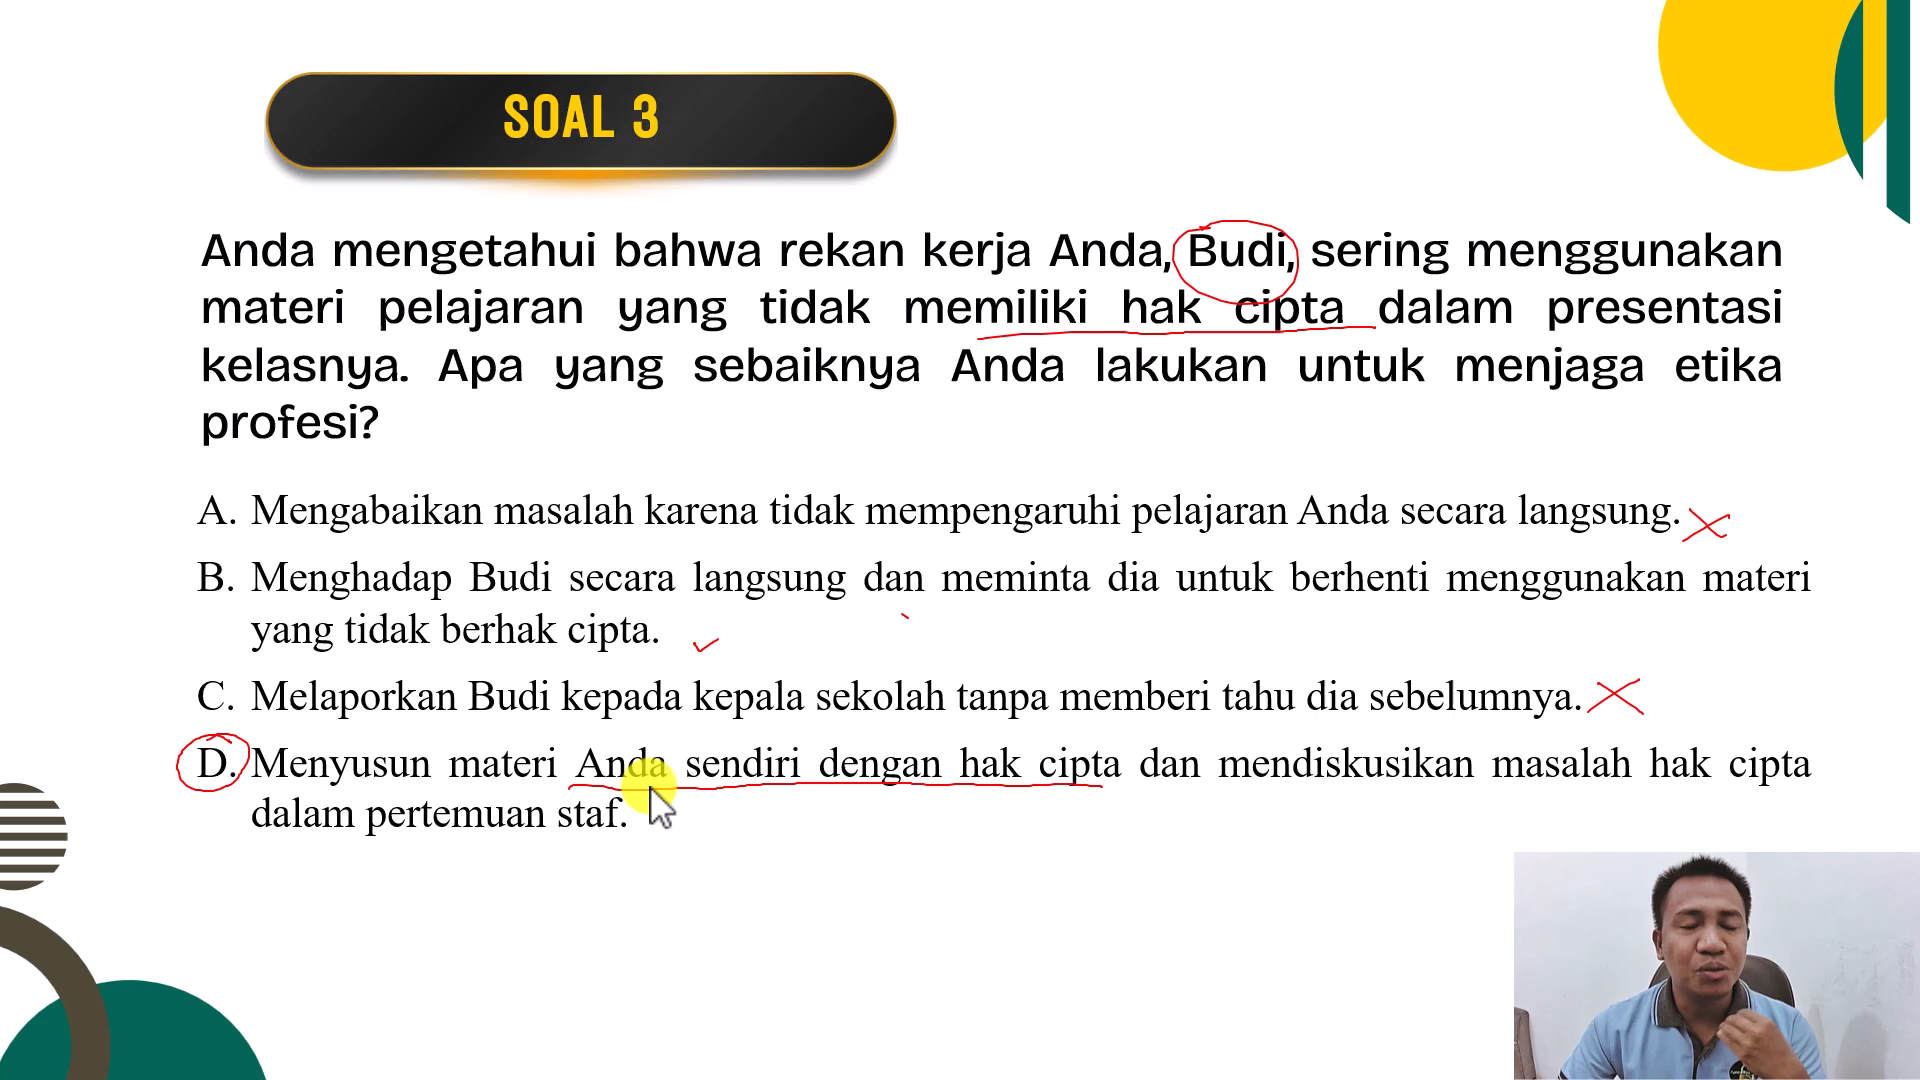 SOAL 3
Anda mengetahui bahwa rekan kerja Anda, Budi, sering menggunakan
materi pelajaran yang tidak memiliki hak cipta dalam presentasi
kelasnya. Apa yang sebaiknya Anda lakukan untuk menjaga etika
profesi?
A. Mengabaikan masalah karena tidak mempengaruhi pelajaran Anda secara langsung.
B. Menghadap Budi secara langsung dan meminta dia untuk berhenti menggunakan materi
yang tidak berhak cipta.
C. Melaporkan Budi kepada kepala sekolah tanpa memberi tahu dia sebelumnya.
D. Menyusun materi Anda sendiri dengan hak cipta dan mendiskusikan masalah hak cipta
dalam pertemuan staf.